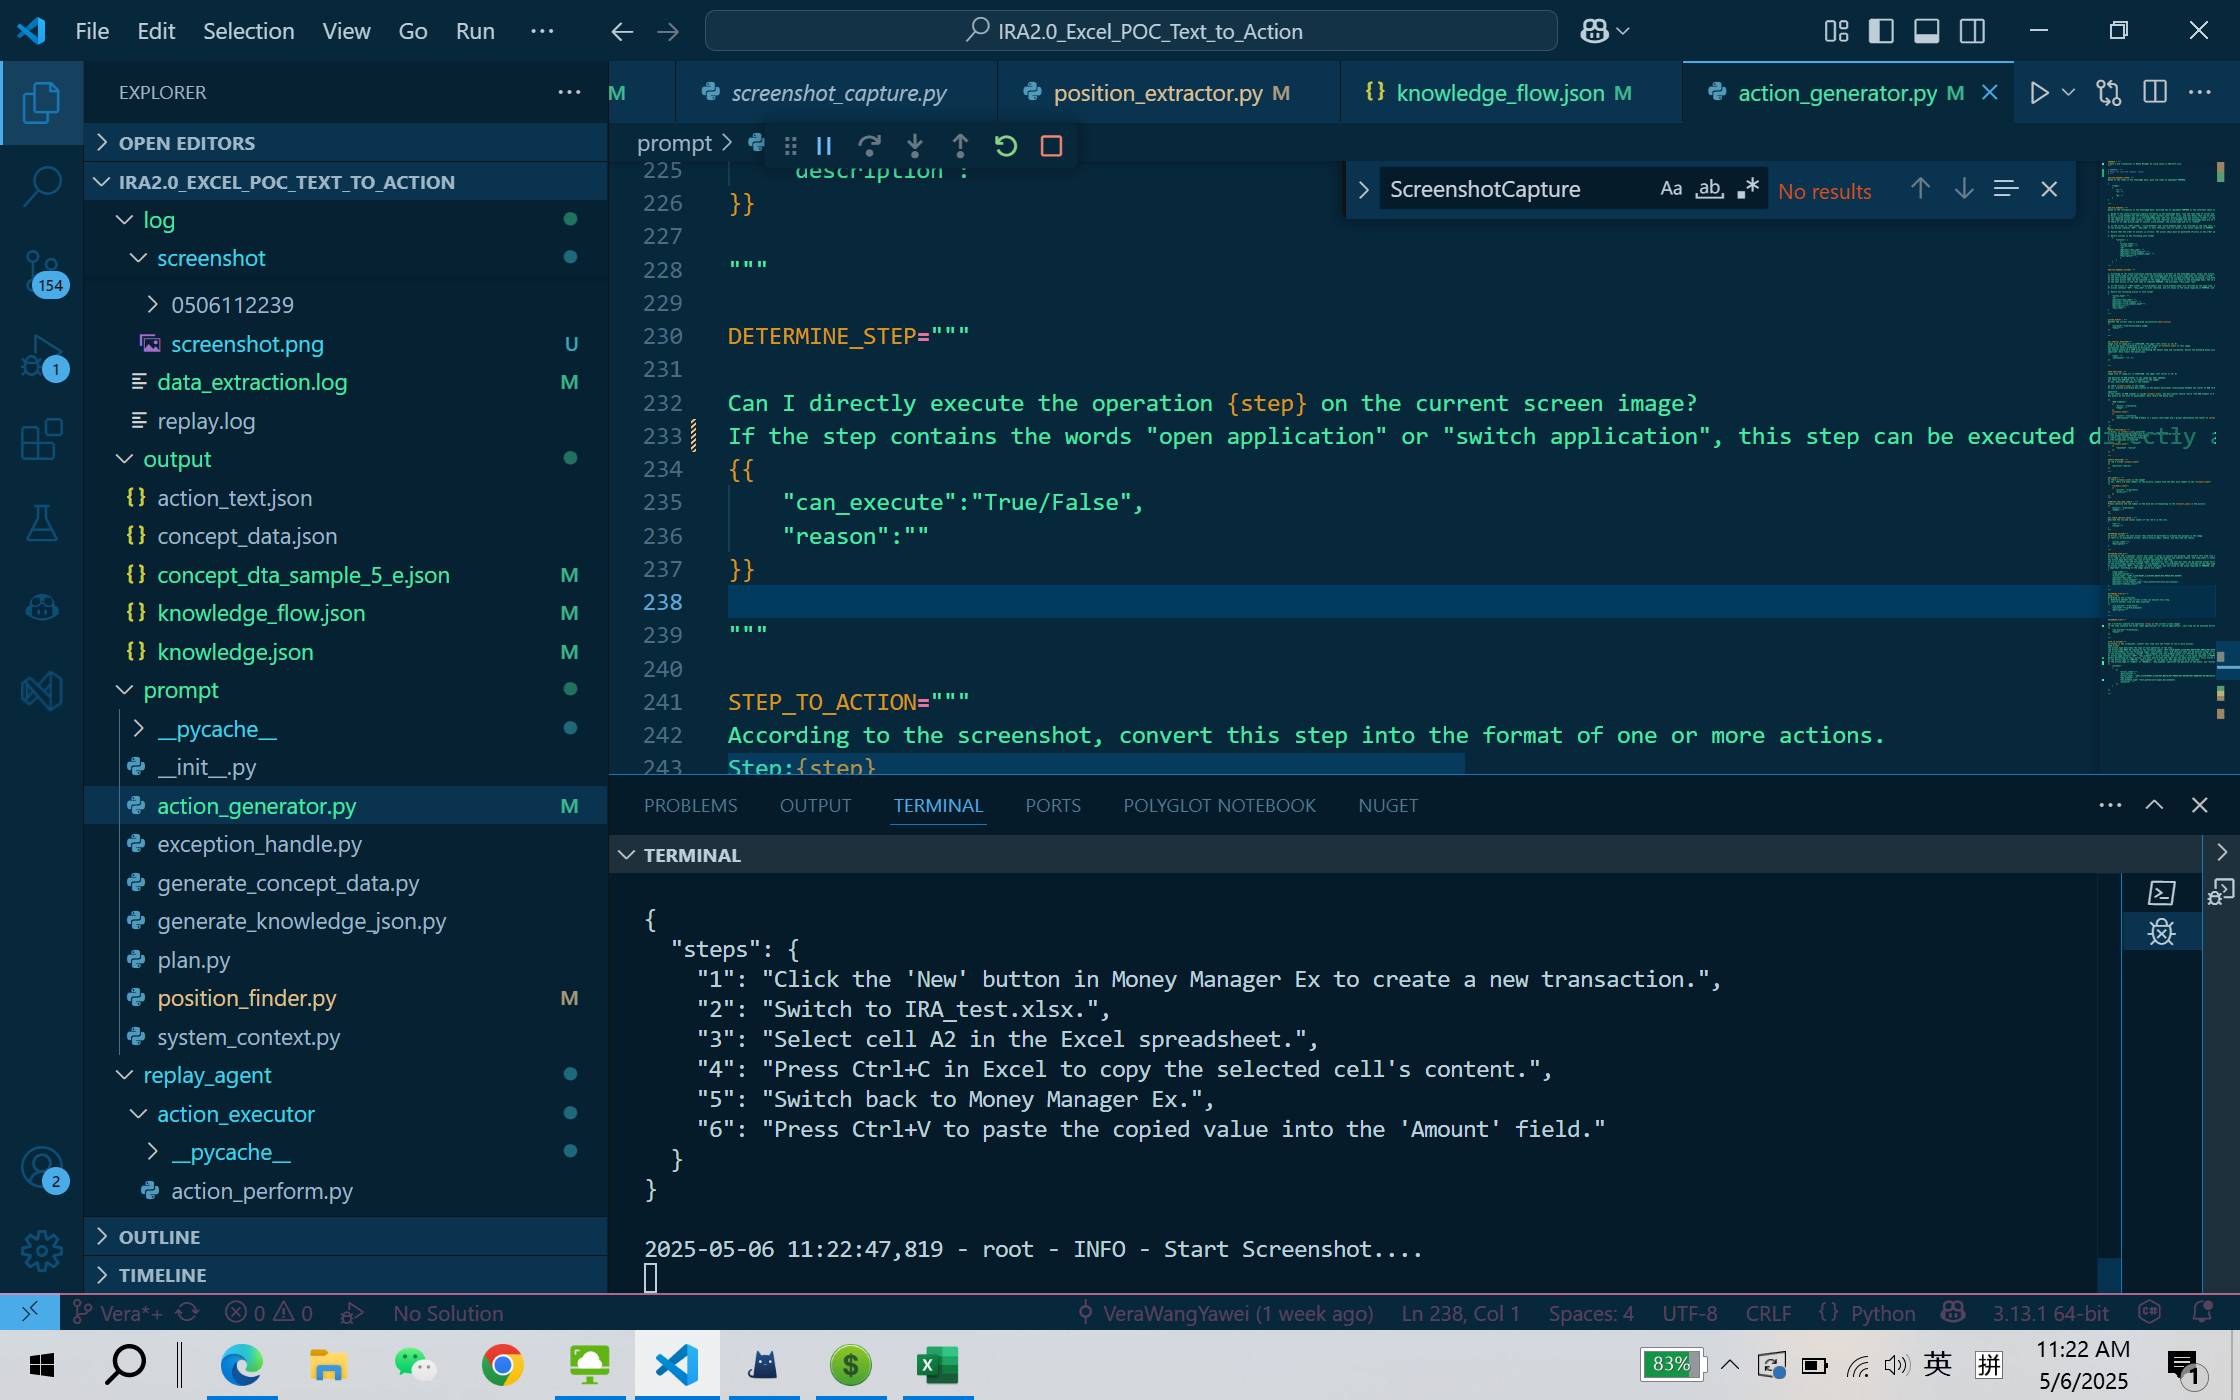 File Edit Selection View Go Run ···
IRA2.0_Excel_POC_Text_to_Action
EXPLORER
OPEN EDITORS
IRA2.0_EXCEL_POC_TEXT_TO_ACTION
log
screenshot
0506112239
screenshot.png U
data_extraction.log M
replay.log
output
action_text.json
concept_data.json
concept_dta_sample_5_e.json M
knowledge_flow.json M
knowledge.json M
prompt
__pycache__
__init__.py
action_generator.py M
exception_handle.py
generate_concept_data.py
generate_knowledge_json.py
plan.py
position_finder.py M
system_context.py
replay_agent
action_executor
__pycache__
action_perform.py
OUTLINE
TIMELINE
154
1
2
M screenshot_capture.py position_extractor.py M knowledge_flow.json M action_generator.py M
prompt
ScreenshotCapture Aa ab No results
225 "description":
226 }}
227
228 """
229
230 DETERMINE_STEP="""
231
232 Can I directly execute the operation {step} on the current screen image?
233 If the step contains the words "open application" or "switch application", this step can be executed directly a
234 {{
235 "can_execute":"True/False",
236 "reason":""
237 }}
238
239 """
240
241 STEP_TO_ACTION="""
242 According to the screenshot, convert this step into the format of one or more actions.
243 Step:{step}
PROBLEMS OUTPUT TERMINAL PORTS POLYGLOT NOTEBOOK NUGET
TERMINAL
{
"steps": {
"1": "Click the 'New' button in Money Manager Ex to create a new transaction.",
"2": "Switch to IRA_test.xlsx.",
"3": "Select cell A2 in the Excel spreadsheet.",
"4": "Press Ctrl+C in Excel to copy the selected cell's content.",
"5": "Switch back to Money Manager Ex.",
"6": "Press Ctrl+V to paste the copied value into the 'Amount' field."
}
}
2025-05-06 11:22:47,819 - root - INFO - Start Screenshot....
Vera*+ 0 0 No Solution VeraWangYawei (1 week ago) Ln 238, Col 1 Spaces: 4 UTF-8 CRLF {} Python 3.13.1 64-bit
83% 英 拼 11:22 AM
5/6/2025
1